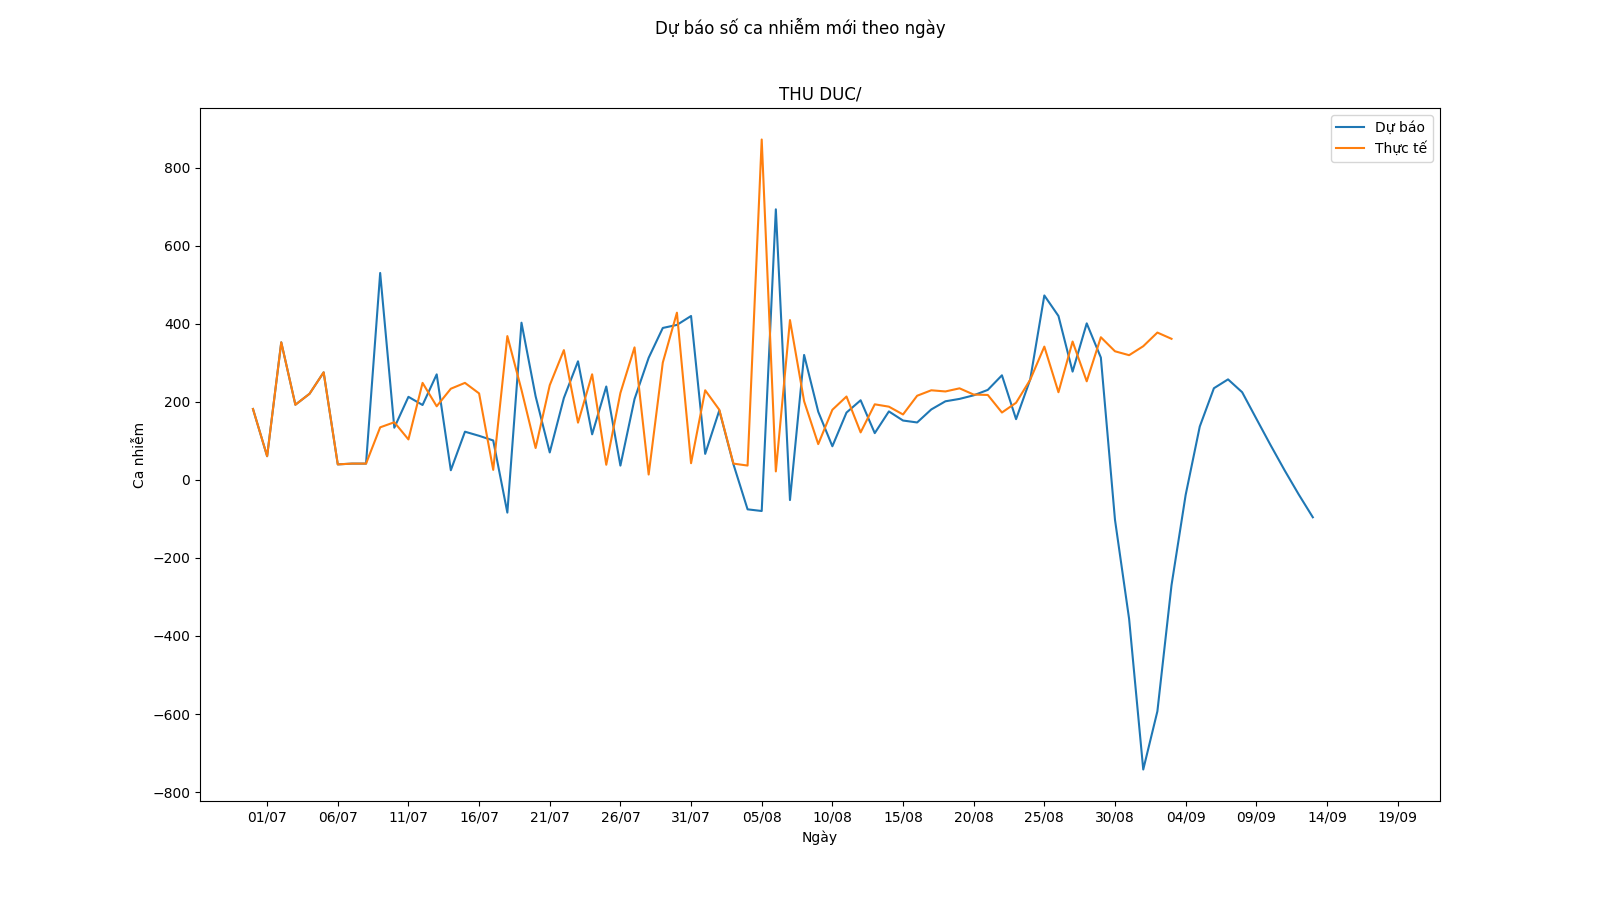 Dự báo số ca nhiễm mới theo ngày
THU DUC/
Dự báo
Thực tế
800
600
400
200
0
−200
−400
−600
−800
Ca nhiễm
01/07 06/07 11/07 16/07 21/07 26/07 31/07 05/08 10/08 15/08 20/08 25/08 30/08 04/09 09/09 14/09 19/09
Ngày